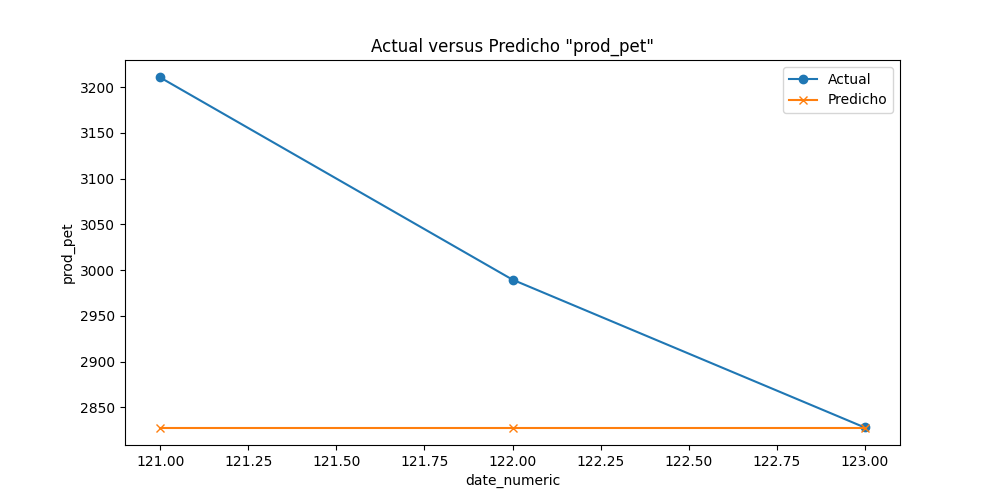 Actual versus Predicho "prod_pet"
Actual
Predicho
prod_pet
3200
3150
3100
3050
3000
2950
2900
2850
121.00 121.25 121.50 121.75 122.00 122.25 122.50 122.75 123.00
date_numeric